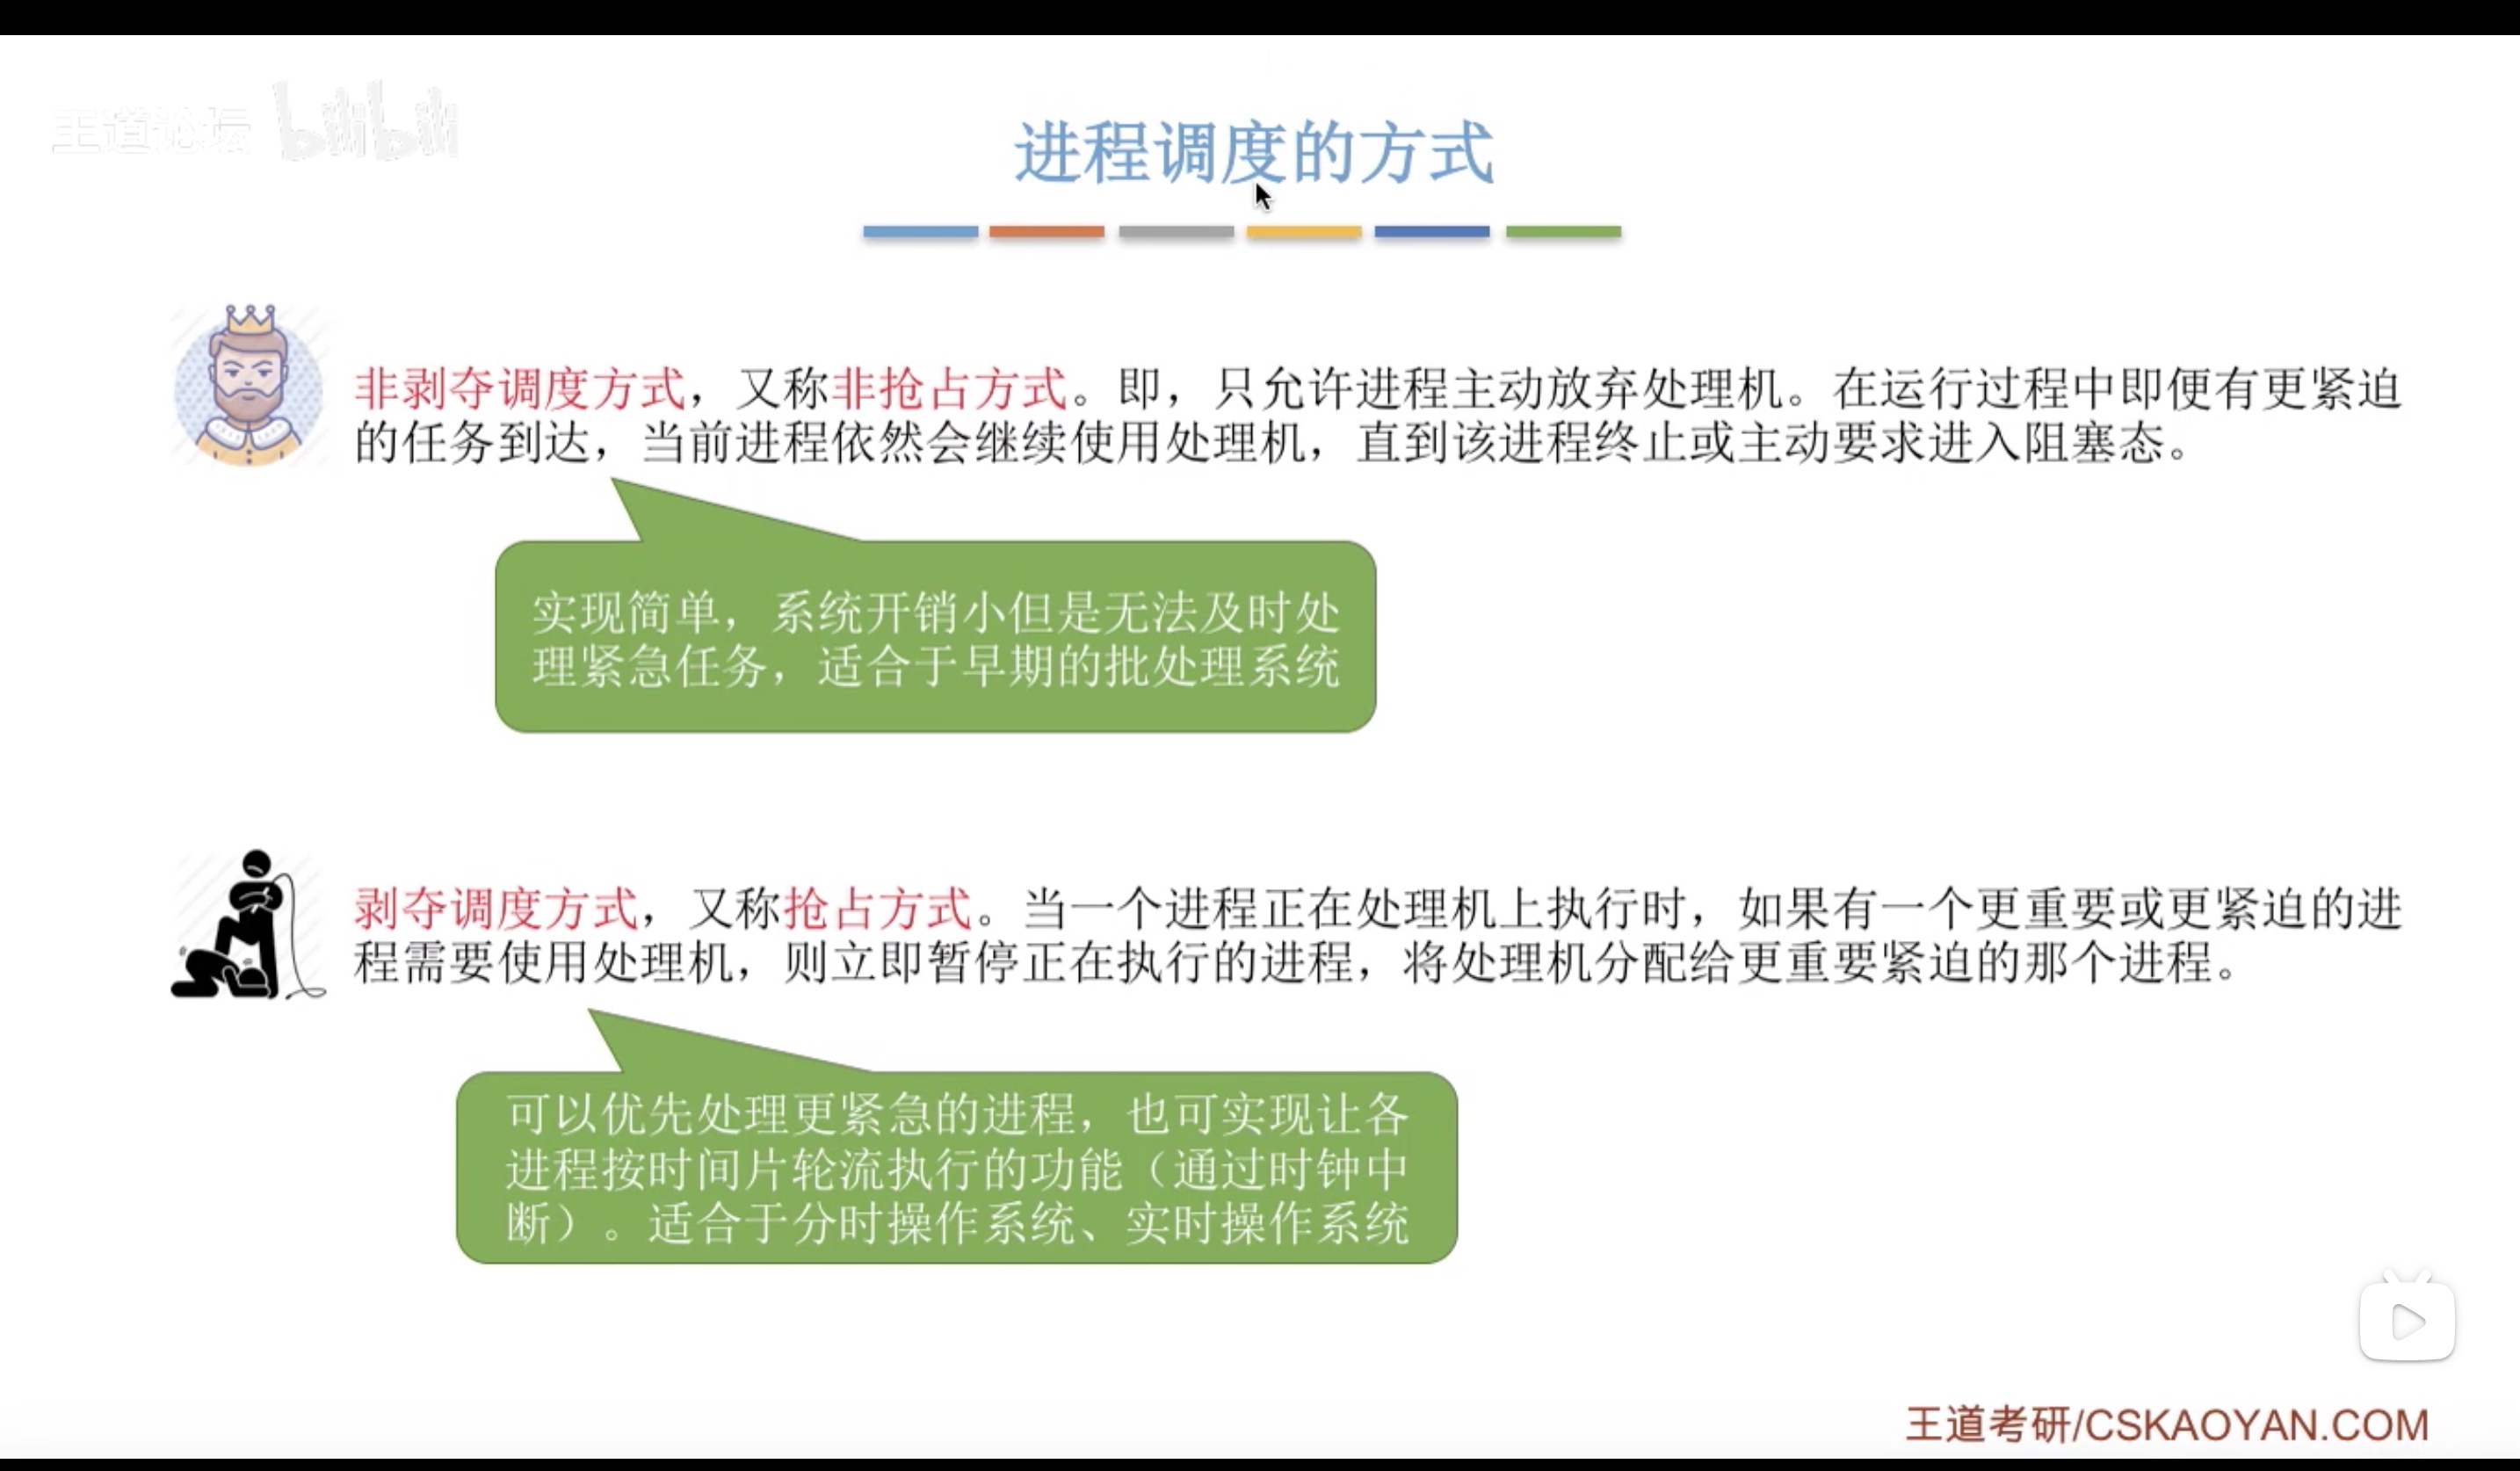 王道论坛 bilibili
进程调度的方式
非剥夺调度方式，又称非抢占方式。即，只允许进程主动放弃处理机。在运行过程中即便有更紧迫
的任务到达，当前进程依然会继续使用处理机，直到该进程终止或主动要求进入阻塞态。
实现简单，系统开销小但是无法及时处
理紧急任务，适合于早期的批处理系统
剥夺调度方式，又称抢占方式。当一个进程正在处理机上执行时，如果有一个更重要或更紧迫的进
程需要使用处理机，则立即暂停正在执行的进程，将处理机分配给更重要紧迫的那个进程。
可以优先处理更紧急的进程，也可实现让各
进程按时间片轮流执行的功能（通过时钟中
断）。适合于分时操作系统、实时操作系统
王道考研/CSKAOYAN.COM